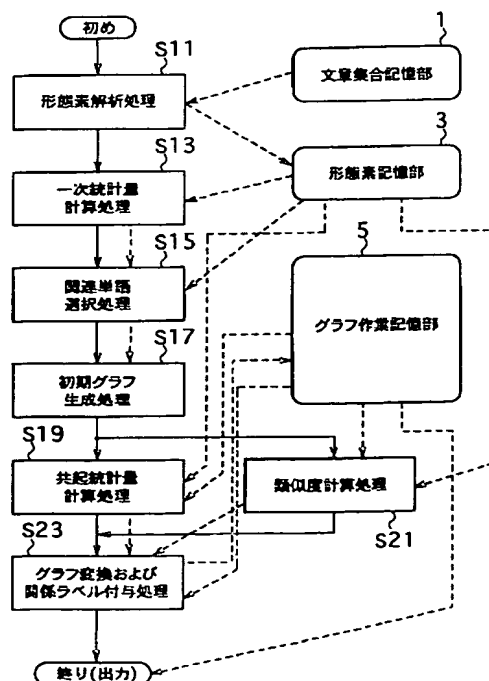 初め
S11
形態素解析処理
1
文章集合記憶部
S13
一次統計量
計算処理
3
形態素記憶部
S15
関連単語
選択処理
5
グラフ作業記憶部
S17
初期グラフ
生成処理
S19
共起統計量
計算処理
類似度計算処理
S21
S23
グラフ変換および
関係ラベル付与処理
終り(出力)